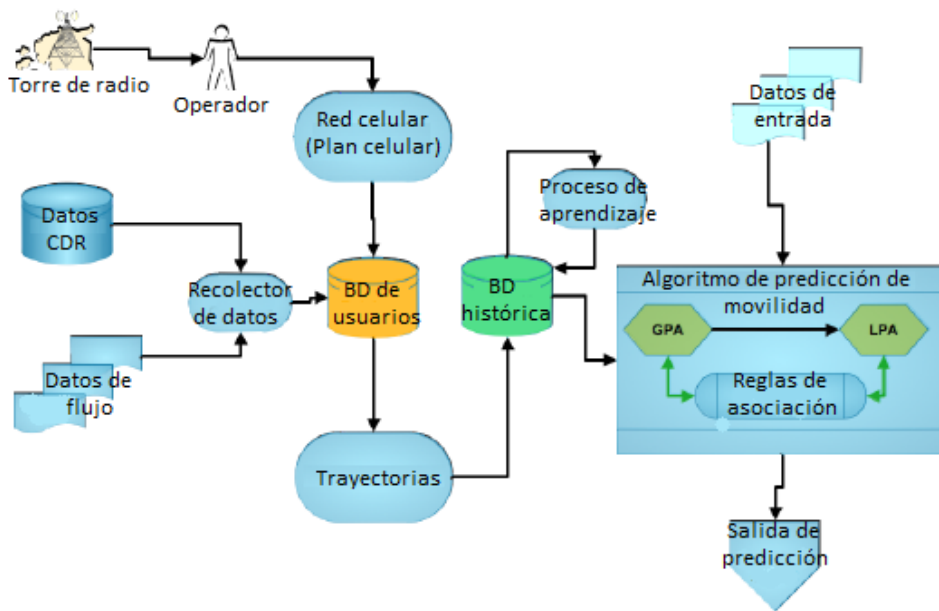 Torre de radio
Operador
Red celular
(Plan celular)
Datos
CDR
Recolector
de datos
Datos de
flujo
BD de
usuarios
Trayectorias
BD
histórica
Proceso de
aprendizaje
Datos de
entrada
Algoritmo de predicción de
movilidad
GPA
LPA
Reglas de
asociación
Salida de
predicción